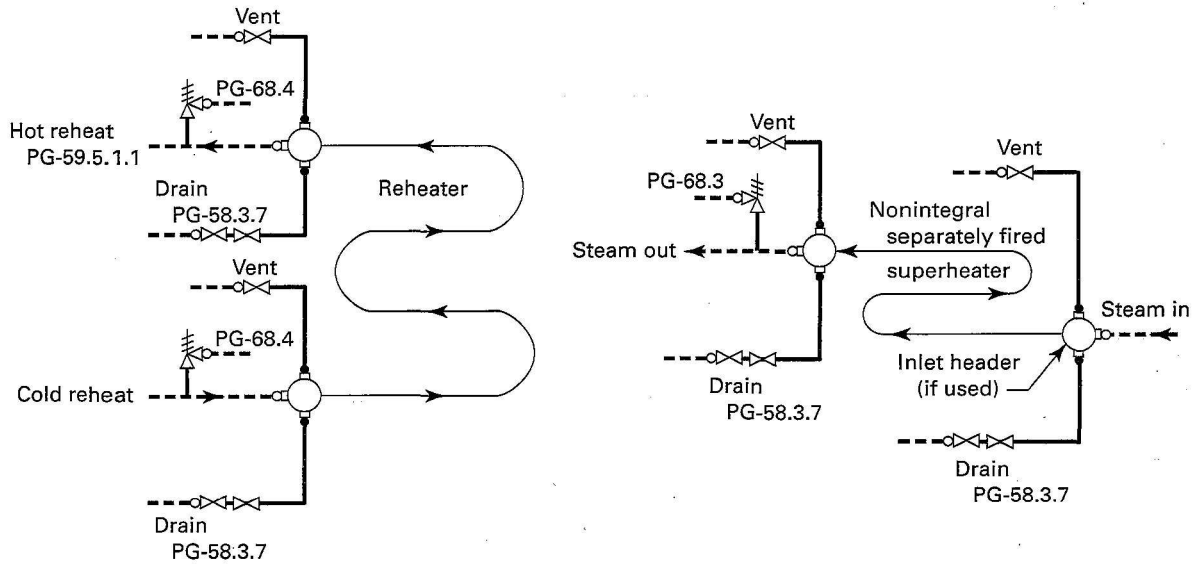 Vent
PG-68.4
Hot reheat
PG-59.5.1.1
Drain
PG-58.3.7
Reheater
Vent
PG-68.4
Cold reheat
Drain
PG-58.3.7
Vent
PG-68.3
Steam out
Drain
PG-58.3.7
Nonintegral
separately fired
superheater
Vent
Steam in
Inlet header
(if used)
Drain
PG-58.3.7